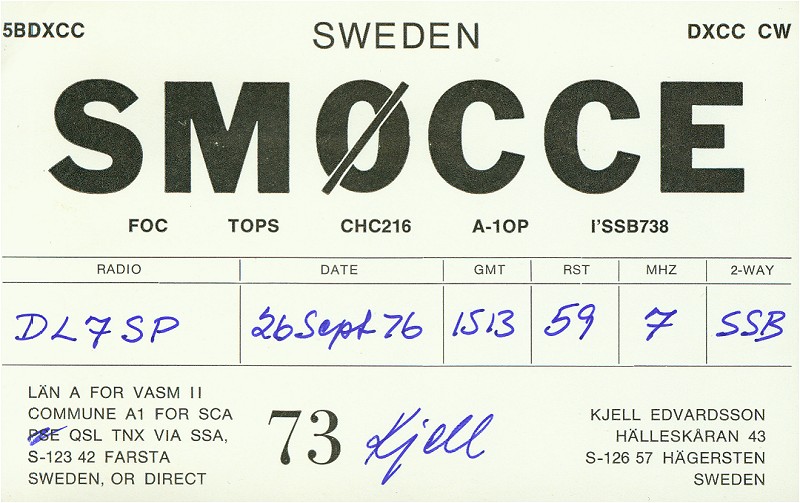 5BDXCC SWEDEN DXCC CW
SMØCCE
FOC TOPS CHC216 A-1OP I'SSB738
RADIO DATE GMT RST MHZ 2-WAY
DL7SP 26 Sept 76 1513 59 7 SSB
LÄN A FOR VASM II
COMMUNE A1 FOR SCA
PSE QSL TNX VIA SSA,
S-123 42 FARSTA
SWEDEN, OR DIRECT
73 Kjell
KJELL EDVARDSSON
HÄLLESKÅRAN 43
S-126 57 HÄGERSTEN
SWEDEN